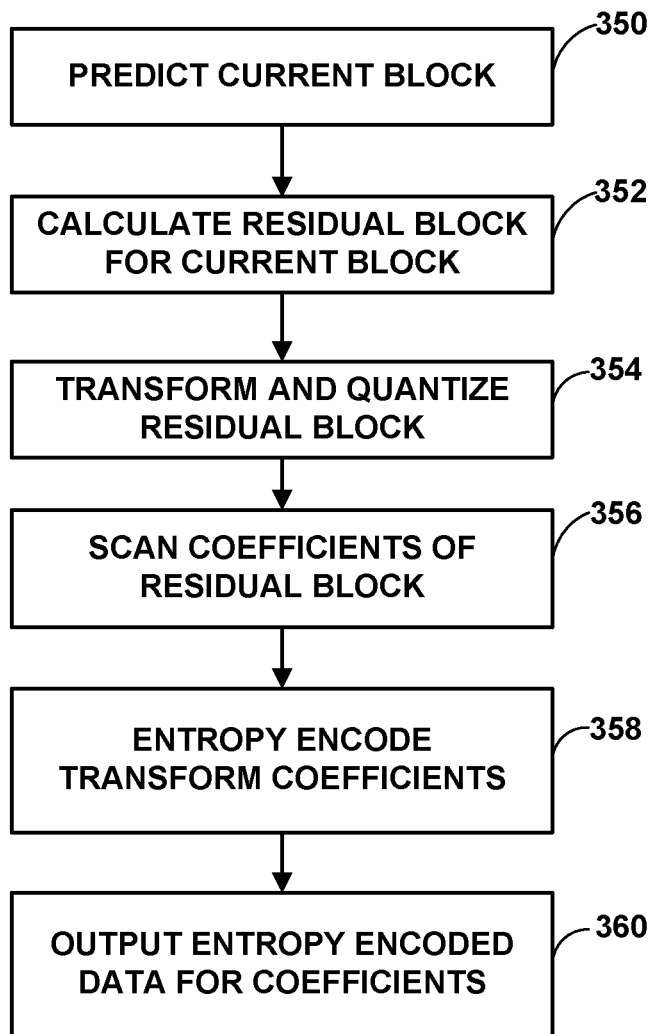 350
PREDICT CURRENT BLOCK
352
CALCULATE RESIDUAL BLOCK
FOR CURRENT BLOCK
354
TRANSFORM AND QUANTIZE
RESIDUAL BLOCK
356
SCAN COEFFICIENTS OF
RESIDUAL BLOCK
358
ENTROPY ENCODE
TRANSFORM COEFFICIENTS
360
OUTPUT ENTROPY ENCODED
DATA FOR COEFFICIENTS